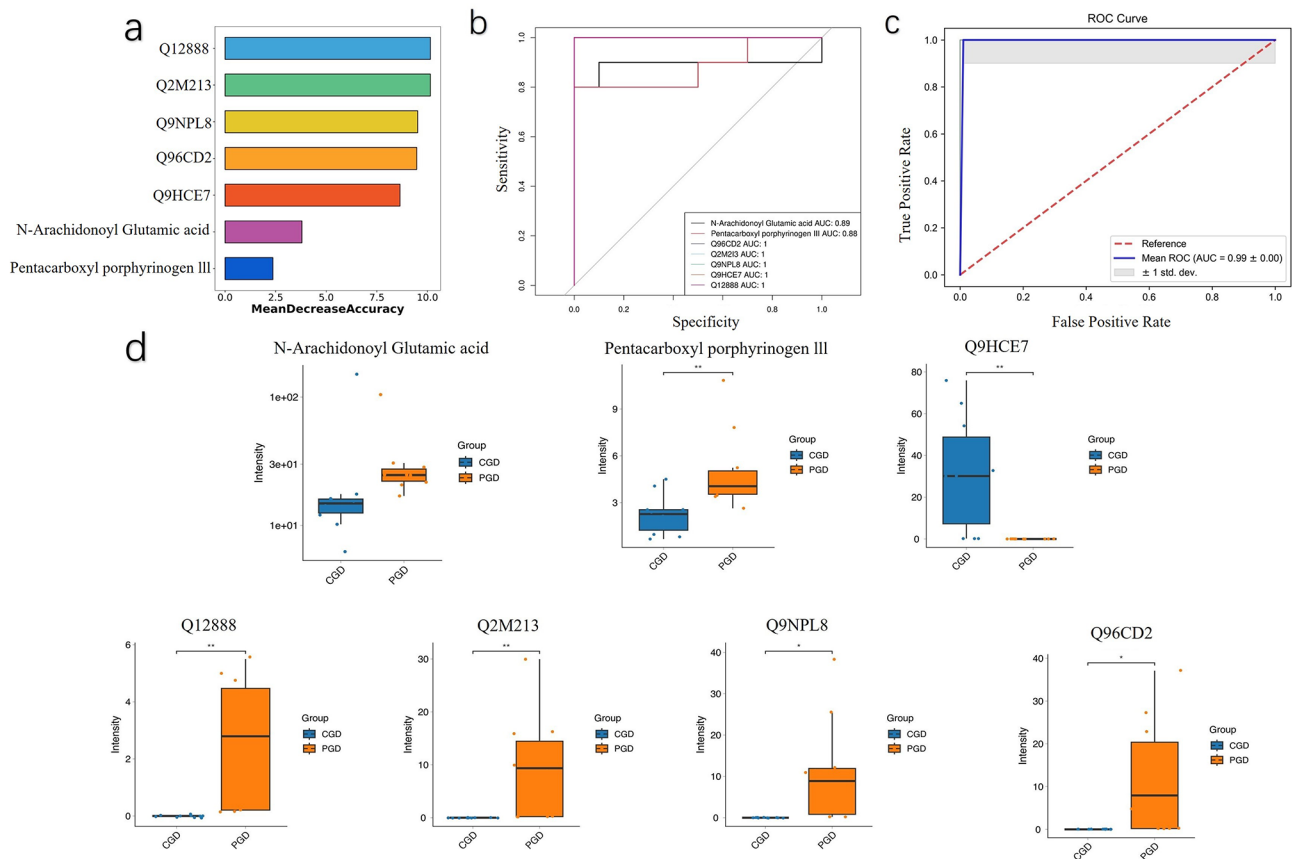 a
Q12888
Q2M213
Q9NPL8
Q96CD2
Q9HCE7
N-Arachidonoyl Glutamic acid
Pentacarboxyl porphyrinogen lll
0.0 2.5 5.0 7.5 10.0
MeanDecreaseAccuracy
b
Sensitivity
1.0
0.8
0.6
0.4
0.2
0.0
N-Arachidonoyl Glutamic acid AUC: 0.89
Pentacarboxyl porphyrinogen III AUC: 0.88
Q96CD2 AUC: 1
Q2M2I3 AUC: 1
Q9NPL8 AUC: 1
Q9HCE7 AUC: 1
Q12888 AUC: 1
0.0 0.2 0.4 0.6 0.8 1.0
Specificity
c
ROC Curve
True Positive Rate
1.0
0.8
0.6
0.4
0.2
0.0
Reference
Mean ROC (AUC = 0.99 ± 0.00)
± 1 std. dev.
0.0 0.2 0.4 0.6 0.8 1.0
False Positive Rate
d
N-Arachidonoyl Glutamic acid
Intensity
1e+02
3e+01
1e+01
Group
CGD
PGD
CGD PGD
Pentacarboxyl porphyrinogen lll
**
Intensity
9
6
3
Group
CGD
PGD
CGD PGD
Q9HCE7
**
Intensity
80
60
40
20
0
Group
CGD
PGD
CGD PGD
Q12888
**
Intensity
6
4
2
0
Group
CGD
PGD
CGD PGD
Q2M213
**
Intensity
30
20
10
0
Group
CGD
PGD
CGD PGD
Q9NPL8
*
Intensity
40
30
20
10
0
Group
CGD
PGD
CGD PGD
Q96CD2
*
Intensity
40
30
20
10
0
Group
CGD
PGD
CGD PGD